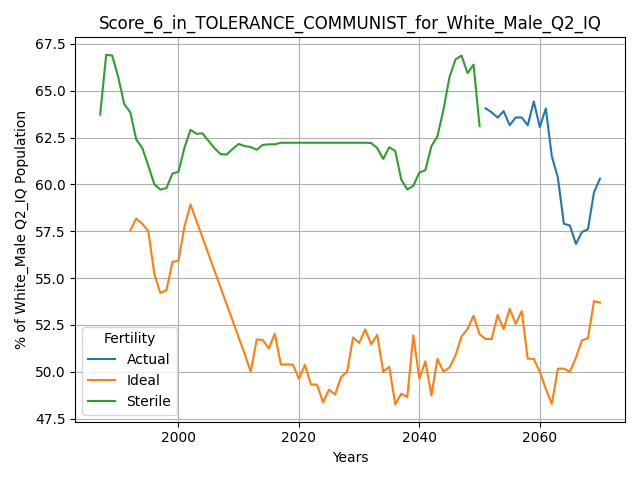 Score_6_in_TOLERANCE_COMMUNIST_for_White_Male_Q2_IQ
% of White_Male Q2_IQ Population
67.5
65.0
62.5
60.0
57.5
55.0
52.5
50.0
47.5
Fertility
Actual
Ideal
Sterile
2000
2020
2040
2060
Years